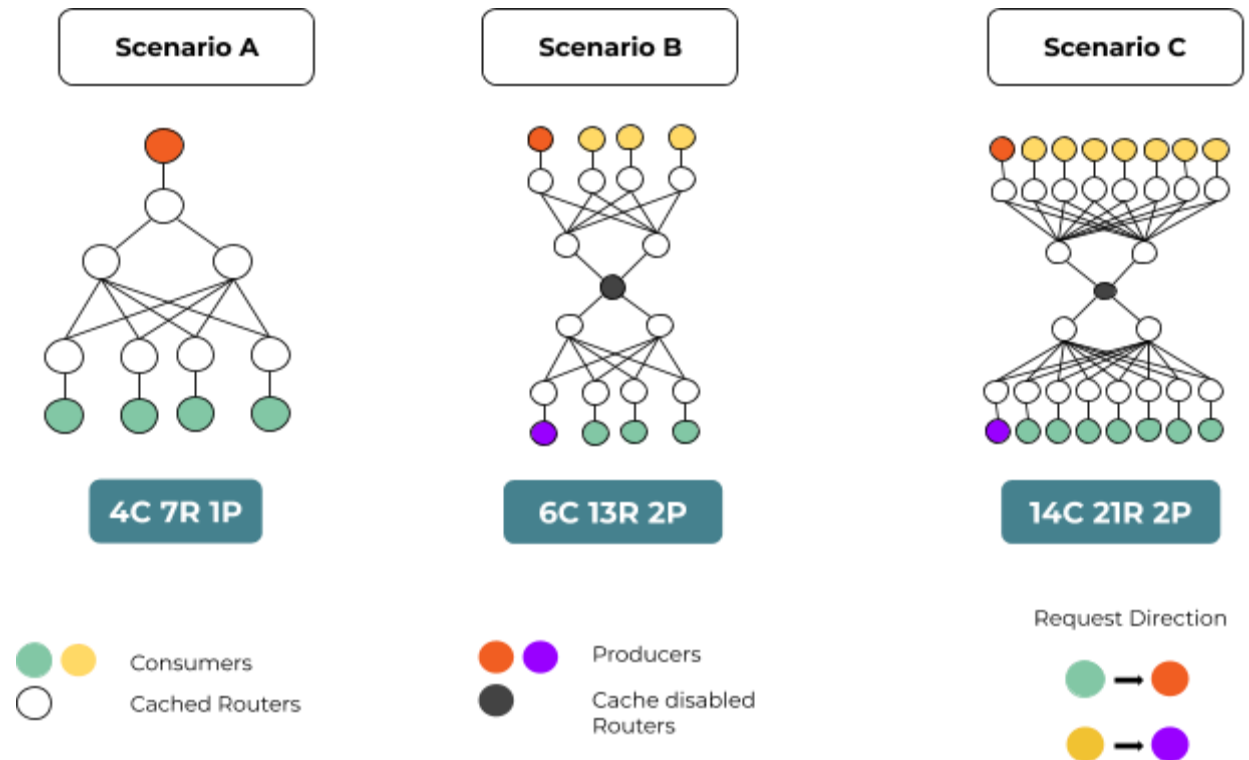 Scenario A
Scenario B
Scenario C
4C 7R 1P
6C 13R 2P
14C 21R 2P
Consumers
Cached Routers
Producers
Cache disabled
Routers
Request Direction